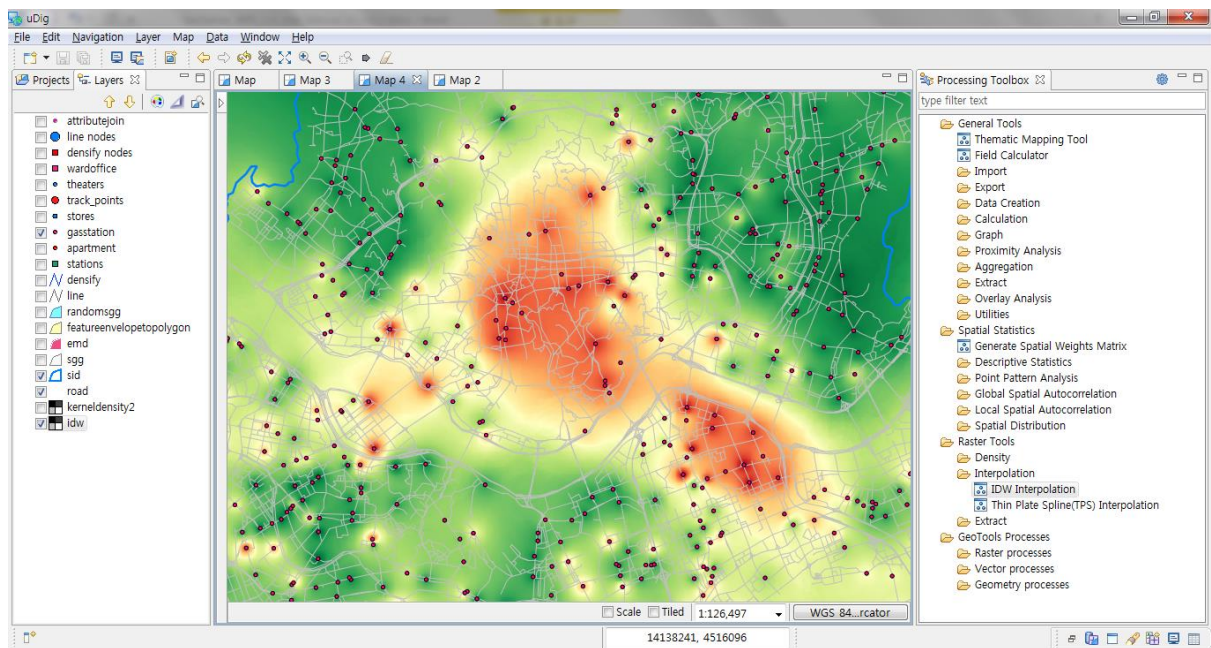 uDig
File Edit Navigation Layer Map Data Window Help
Projects Layers
Map Map 3 Map 4 Map 2
Processing Toolbox
type filter text
attributejoin
line nodes
densify nodes
wardoffice
theaters
track_points
stores
gasstation
apartment
stations
densify
line
randomsgg
featureenvelopetopolygon
emd
sgg
sid
road
kerneldensity2
idw
General Tools
Thematic Mapping Tool
Field Calculator
Import
Export
Data Creation
Calculation
Graph
Proximity Analysis
Aggregation
Extract
Overlay Analysis
Utilities
Spatial Statistics
Generate Spatial Weights Matrix
Descriptive Statistics
Point Pattern Analysis
Global Spatial Autocorrelation
Local Spatial Autocorrelation
Spatial Distribution
Raster Tools
Density
Interpolation
IDW Interpolation
Thin Plate Spline(TPS) Interpolation
Extract
GeoTools Processes
Raster processes
Vector processes
Geometry processes
Scale Tiled 1:126,497 WGS 84...rcator
14138241, 4516096